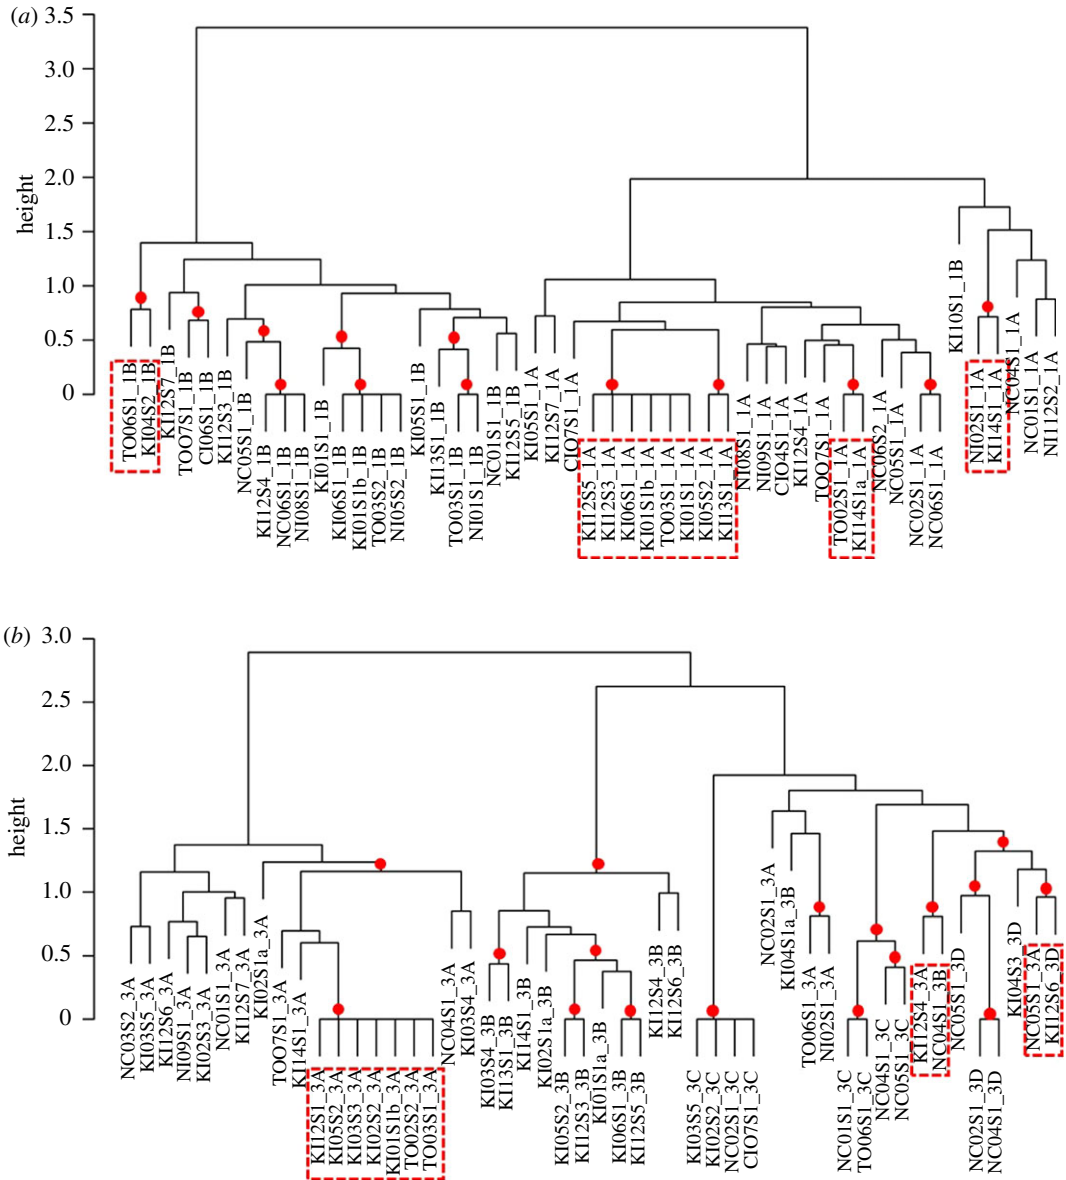 (a)
3.5
3.0
2.5
2.0
1.5
1.0
0.5
0
height
TO06S1_1B
KI04S2_1B
KI12S7_1B
TOO7S1_1B
CI06S1_1B
KI12S3_1B
NC05S1_1B
KI12S4_1B
NC06S1_1B
NI08S1_1B
KI01S1_1B
KI06S1_1B
KI01S1b_1B
TO03S2_1B
NI05S2_1B
KI05S1_1B
KI13S1_1B
TO03S1_1B
NI01S1_1B
NC01S1_1B
KI12S5_1B
KI05S1_1A
KI12S7_1A
CIO7S1_1A
KI12S5_1A
KI12S3_1A
KI06S1_1A
KI01S1b_1A
TO03S1_1A
KI01S1_1A
KI05S2_1A
KI13S1_1A
NI08S1_1A
NI09S1_1A
CIO4S1_1A
KI12S4_1A
TOO7S1_1A
TO02S1_1A
KI14S1a_1A
NC06S2_1A
NC05S1_1A
NC02S1_1A
NC06S1_1A
KI10S1_1B
NI02S1_1A
KI14S1_1A
NC04S1_1A
NC01S1_1A
NI112S2_1A
(b)
3.0
2.5
2.0
1.5
1.0
0.5
0
height
NC03S2_3A
KI03S5_3A
KI12S6_3A
NI09S1_3A
KI02S3_3A
NC01S1_3A
KI12S7_3A
KI02S1a_3A
TOO7S1_3A
KI14S1_3A
KI12S1_3A
KI05S2_3A
KI03S3_3A
KI02S2_3A
KI01S1b_3A
TO02S2_3A
TO03S1_3A
NC04S1_3A
KI03S4_3A
KI03S4_3B
KI13S1_3B
KI14S1_3B
KI02S1a_3B
KI05S2_3B
KI12S3_3B
KI01S1a_3B
KI06S1_3B
KI12S5_3B
KI12S4_3B
KI12S6_3B
KI03S5_3C
KI02S2_3C
NC02S1_3C
CIO7S1_3C
NC02S1_3A
KI04S1a_3B
TO06S1_3A
NI02S1_3A
NC01S1_3C
TO06S1_3C
NC04S1_3C
NC05S1_3C
KI12S4_3A
NC04S1_3B
NC05S1_3D
NC02S1_3D
NC04S1_3D
KI04S3_3D
NC05S1_3A
KI12S6_3D